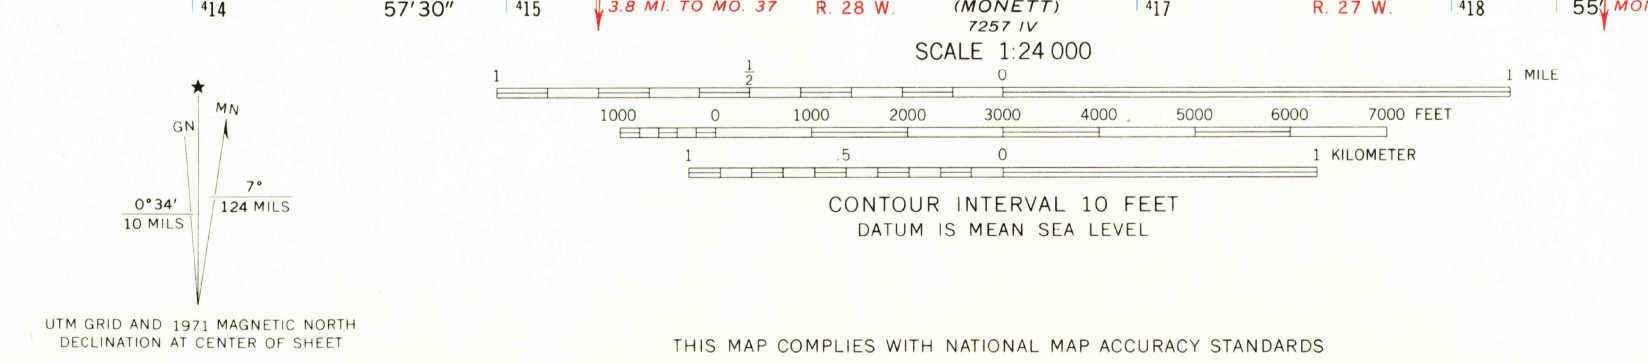 ⁴14 57'30" ⁴15 3.8 MI. TO MO. 37 R. 28 W. (MONETT) ⁴17 R. 27 W. ⁴18 55'
7257 IV
SCALE 1:24 000
1 1/2 0 1 MILE
1000 0 1000 2000 3000 4000 5000 6000 7000 FEET
1 .5 0 1 KILOMETER
CONTOUR INTERVAL 10 FEET
DATUM IS MEAN SEA LEVEL
MN
GN
7°
124 MILS
0°34'
10 MILS
UTM GRID AND 1971 MAGNETIC NORTH
DECLINATION AT CENTER OF SHEET
THIS MAP COMPLIES WITH NATIONAL MAP ACCURACY STANDARDS